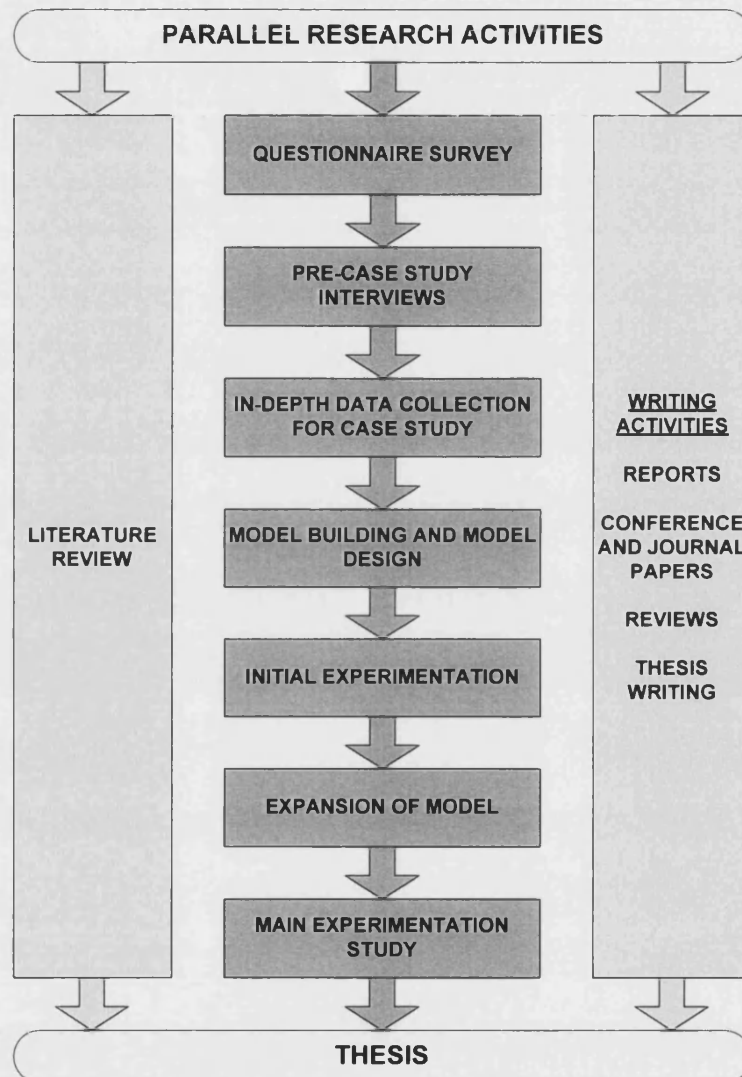 PARALLEL RESEARCH ACTIVITIES
QUESTIONNAIRE SURVEY
PRE-CASE STUDY
INTERVIEWS
IN-DEPTH DATA COLLECTION
FOR CASE STUDY
MODEL BUILDING AND MODEL
DESIGN
INITIAL EXPERIMENTATION
EXPANSION OF MODEL
MAIN EXPERIMENTATION
STUDY
LITERATURE
REVIEW
WRITING
ACTIVITIES
REPORTS
CONFERENCE
AND JOURNAL
PAPERS
REVIEWS
THESIS
WRITING
THESIS